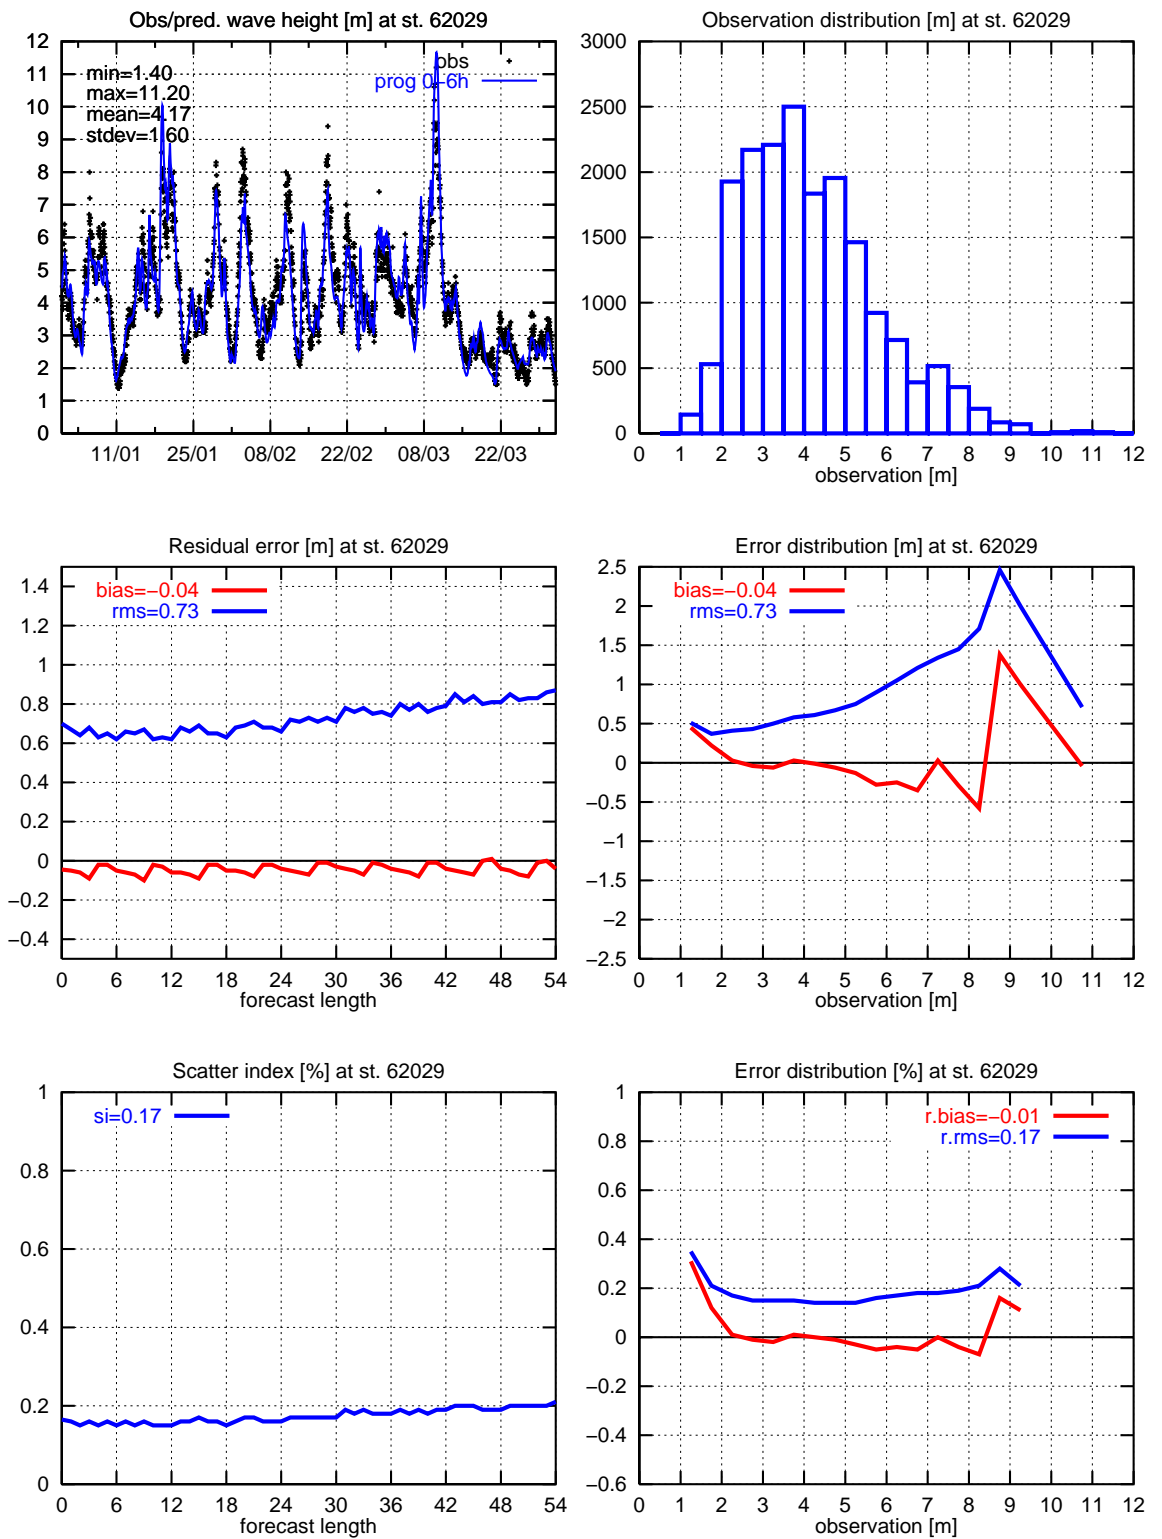 Obs/pred. wave height [m] at st. 62029
12
11
10
9
8
7
6
5
4
3
2
1
0
min=1.40
max=11.20
mean=4.17
stdev=1.60
obs
prog 0−6h
11/01 25/01 08/02 22/02 08/03 22/03
Observation distribution [m] at st. 62029
3000
2500
2000
1500
1000
500
0
0 1 2 3 4 5 6 7 8 9 10 11 12
observation [m]
Residual error [m] at st. 62029
1.4
1.2
1
0.8
0.6
0.4
0.2
0
−0.2
−0.4
bias=−0.04
rms=0.73
0 6 12 18 24 30 36 42 48 54
forecast length
Error distribution [m] at st. 62029
2.5
2
1.5
1
0.5
0
−0.5
−1
−1.5
−2
−2.5
bias=−0.04
rms=0.73
0 1 2 3 4 5 6 7 8 9 10 11 12
observation [m]
Scatter index [%] at st. 62029
1
0.8
0.6
0.4
0.2
0
si=0.17
0 6 12 18 24 30 36 42 48 54
forecast length
Error distribution [%] at st. 62029
1
0.8
0.6
0.4
0.2
0
−0.2
−0.4
−0.6
r.bias=−0.01
r.rms=0.17
0 1 2 3 4 5 6 7 8 9 10 11 12
observation [m]